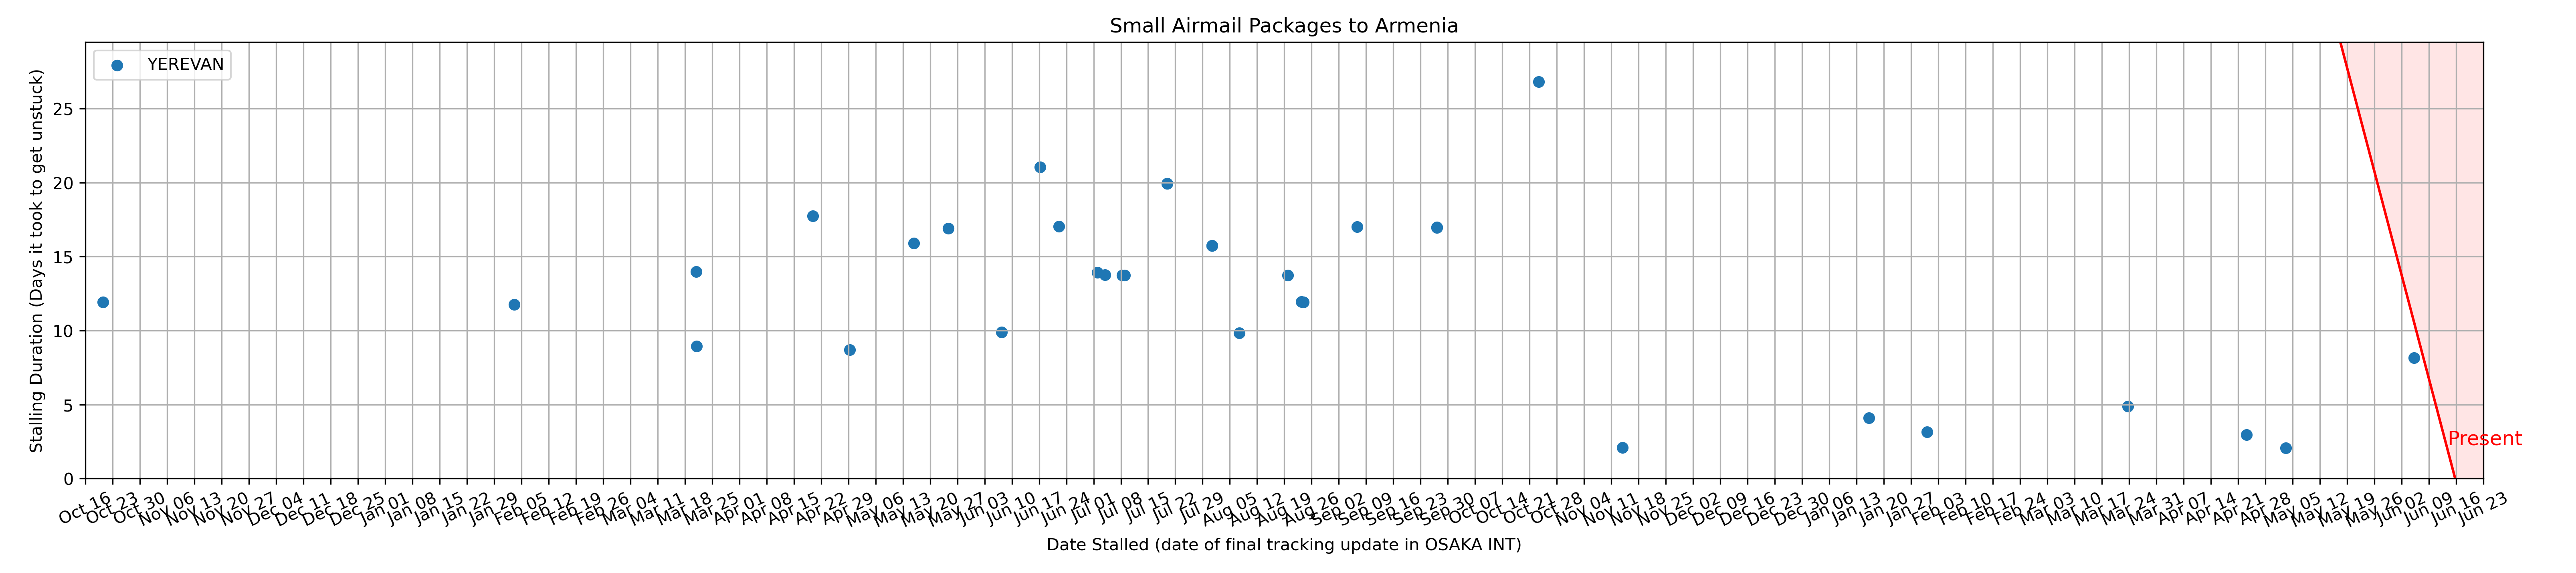 Small Airmail Packages to Armenia
YEREVAN
Stalling Duration (Days it took to get unstuck)
25
20
15
10
5
0
Present
Oct 16
Oct 23
Oct 30
Nov 06
Nov 13
Nov 20
Nov 27
Dec 04
Dec 11
Dec 18
Dec 25
Jan 01
Jan 08
Jan 15
Jan 22
Jan 29
Feb 05
Feb 12
Feb 19
Feb 26
Mar 04
Mar 11
Mar 18
Mar 25
Apr 01
Apr 08
Apr 15
Apr 22
Apr 29
May 06
May 13
May 20
May 27
Jun 03
Jun 10
Jun 17
Jun 24
Jul 01
Jul 08
Jul 15
Jul 22
Jul 29
Aug 05
Aug 12
Aug 19
Aug 26
Sep 02
Sep 09
Sep 16
Sep 23
Sep 30
Oct 07
Oct 14
Oct 21
Oct 28
Nov 04
Nov 11
Nov 18
Nov 25
Dec 02
Dec 09
Dec 16
Dec 23
Dec 30
Jan 06
Jan 13
Jan 20
Jan 27
Feb 03
Feb 10
Feb 17
Feb 24
Mar 03
Mar 10
Mar 17
Mar 24
Mar 31
Apr 07
Apr 14
Apr 21
Apr 28
May 05
May 12
May 19
May 26
Jun 02
Jun 09
Jun 16
Jun 23
Date Stalled (date of final tracking update in OSAKA INT)